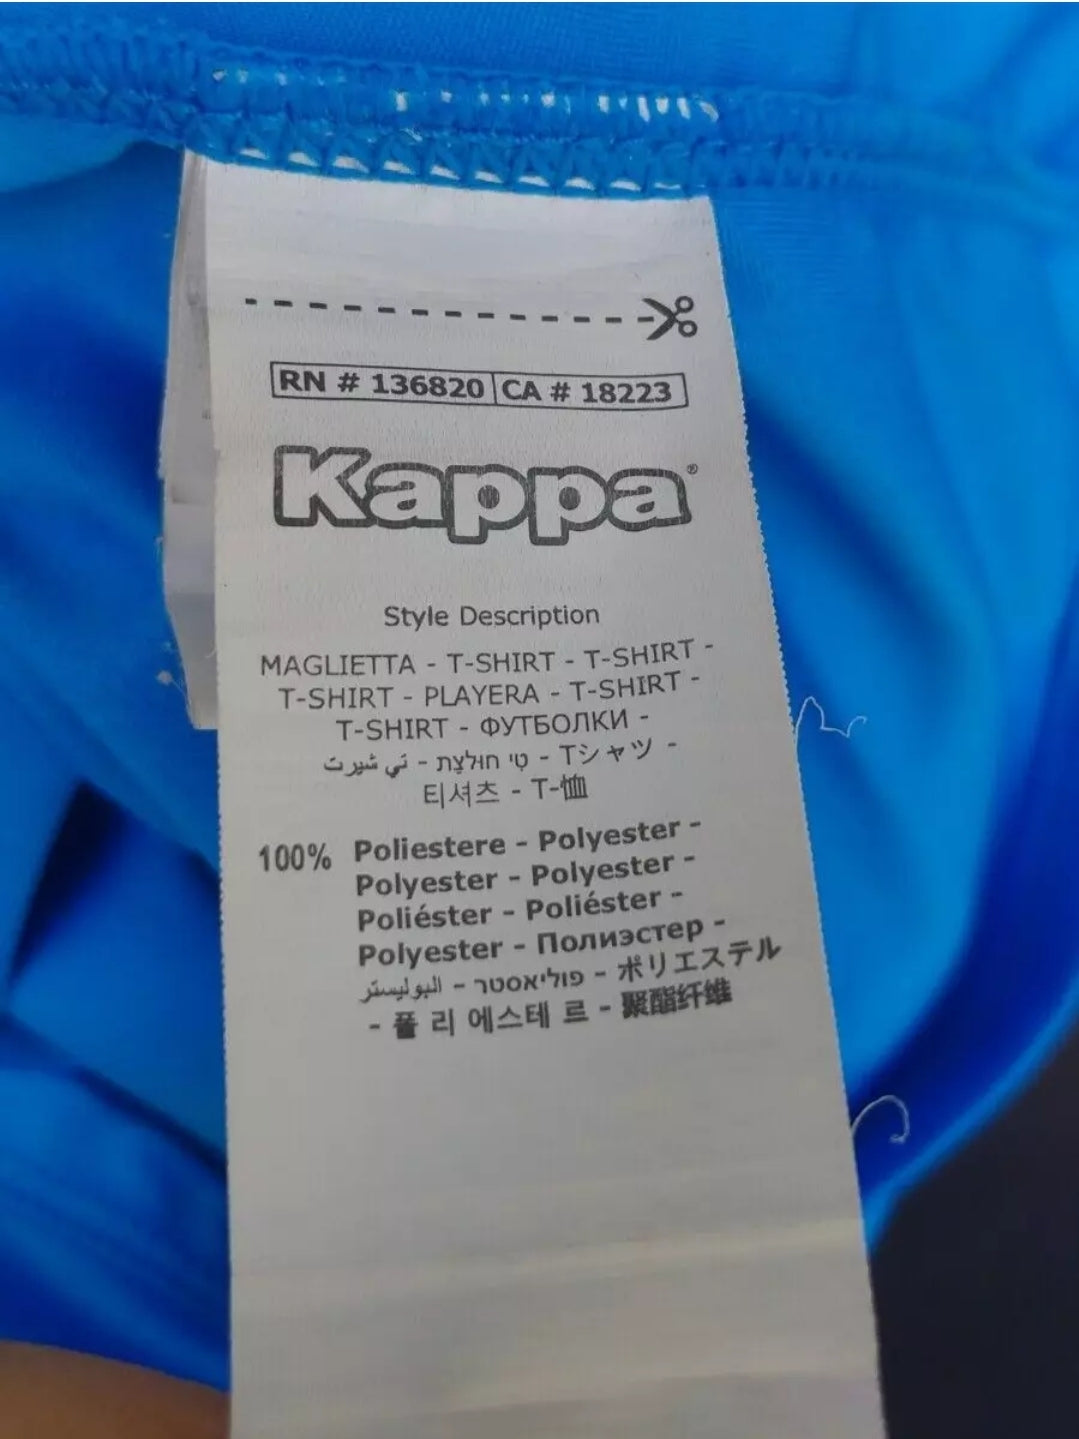 RN # 136820 CA # 18223
Kappa®
Style Description
MAGLIETTA - T-SHIRT - T-SHIRT -
T-SHIRT - PLAYERA - T-SHIRT -
T-SHIRT - ФУТБОЛКИ -
تي شيرت - טִי חוּלצַת - Tシャツ -
티셔츠 - T-恤
100% Poliestere - Polyester -
Polyester - Polyester -
Poliéster - Poliéster -
Polyester - Полиэстер -
البوليستر - פוליאסטר - ポリエステル
- 폴 리 에스테 르 - 聚酯纤维